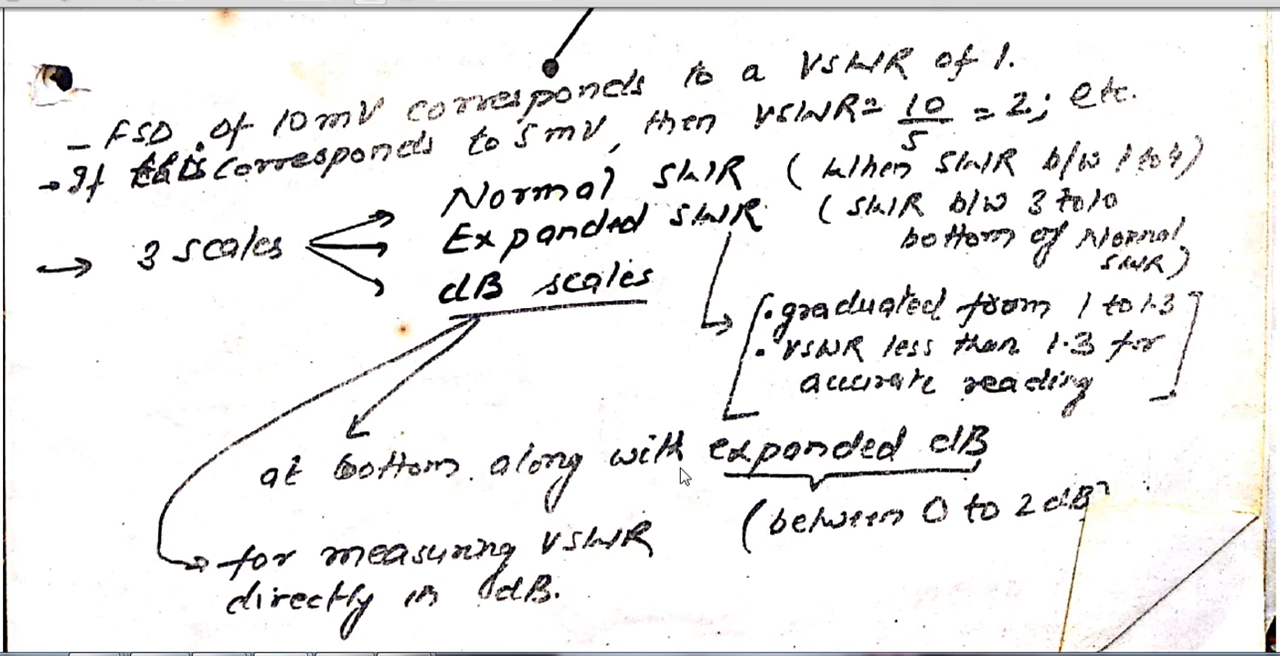 - FSD of 10mV corresponds to a VSWR of 1.
→ If this corresponds to 5mV, then VSWR = 10/5 = 2; etc.
→ 3 scales
Normal SWR (When SWR b/w 1 to 4)
Expanded SWR (SWR b/w 3 to 10
bottom of Normal
SWR)
dB scales
[• graduated from 1 to 1.3
• VSWR less than 1.3 for
accurate reading]
at bottom along with expanded dB
(between 0 to 2 dB)
for measuring VSWR
directly in dB.